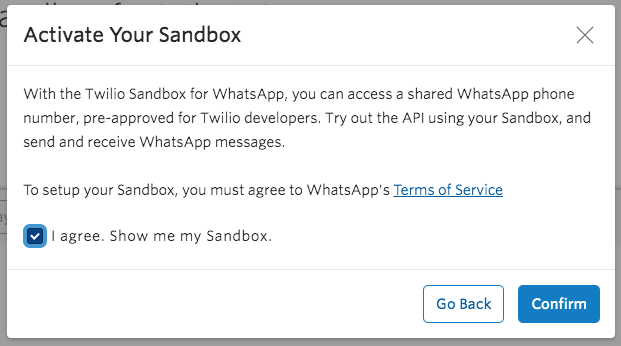 Activate Your Sandbox
With the Twilio Sandbox for WhatsApp, you can access a shared WhatsApp phone
number, pre-approved for Twilio developers. Try out the API using your Sandbox, and
send and receive WhatsApp messages.
To setup your Sandbox, you must agree to WhatsApp's Terms of Service
I agree. Show me my Sandbox.
Go Back
Confirm